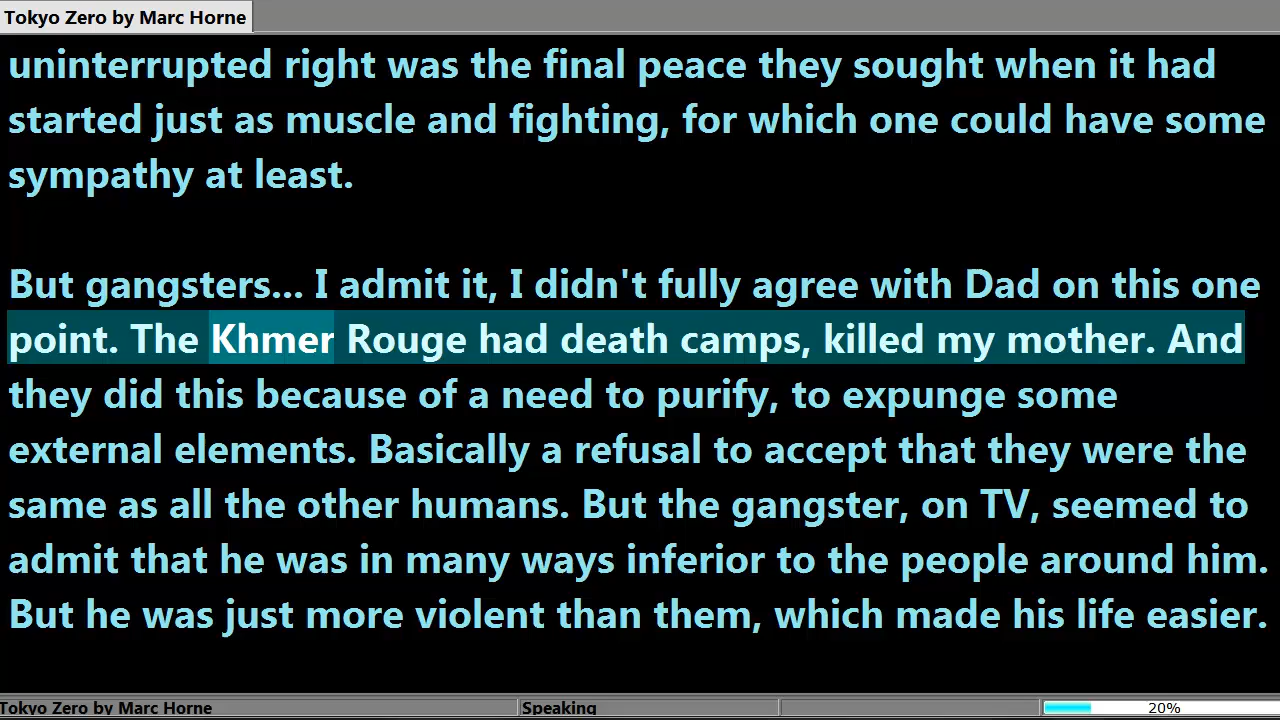 Tokyo Zero by Marc Horne
uninterrupted right was the final peace they sought when it had
started just as muscle and fighting, for which one could have some
sympathy at least.
But gangsters... I admit it, I didn't fully agree with Dad on this one
point. The Khmer Rouge had death camps, killed my mother. And
they did this because of a need to purify, to expunge some
external elements. Basically a refusal to accept that they were the
same as all the other humans. But the gangster, on TV, seemed to
admit that he was in many ways inferior to the people around him.
But he was just more violent than them, which made his life easier.
Tokyo Zero by Marc Horne Speaking 20%